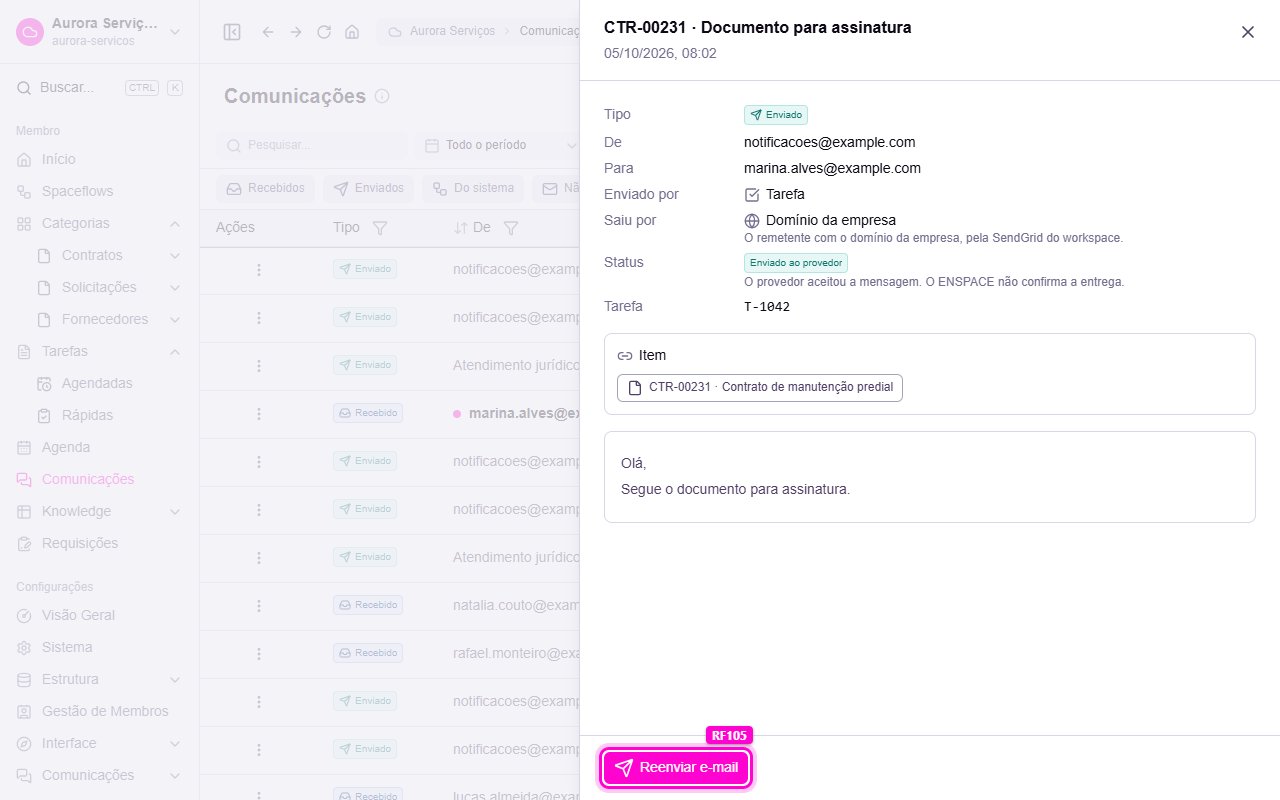 Aurora Serviç...
aurora-servicos
Buscar...
CTRL
K
Membro
Início
Spaceflows
Categorias
Contratos
Solicitações
Fornecedores
Tarefas
Agendadas
Rápidas
Agenda
Comunicações
Knowledge
Requisições
Configurações
Visão Geral
Sistema
Estrutura
Gestão de Membros
Interface
Comunicações
Aurora Serviços
Comunicaç
Comunicações
Pesquisar...
Todo o período
Recebidos
Enviados
Do sistema
Nã
Ações
Tipo
De
Enviado
notificacoes@examp
Enviado
notificacoes@examp
Enviado
Atendimento jurídico
Recebido
marina.alves@ex
Enviado
notificacoes@examp
Enviado
notificacoes@examp
Enviado
Atendimento jurídico
Recebido
natalia.couto@exam
Recebido
rafael.monteiro@exa
Enviado
notificacoes@examp
Enviado
notificacoes@examp
Recebido
lucas.almeida@exam
CTR-00231 · Documento para assinatura
05/10/2026, 08:02
Tipo
Enviado
De
notificacoes@example.com
Para
marina.alves@example.com
Enviado por
Tarefa
Saiu por
Domínio da empresa
O remetente com o domínio da empresa, pela SendGrid do workspace.
Status
Enviado ao provedor
O provedor aceitou a mensagem. O ENSPACE não confirma a entrega.
Tarefa
T-1042
Item
CTR-00231 · Contrato de manutenção predial
Olá,
Segue o documento para assinatura.
RF105
Reenviar e-mail